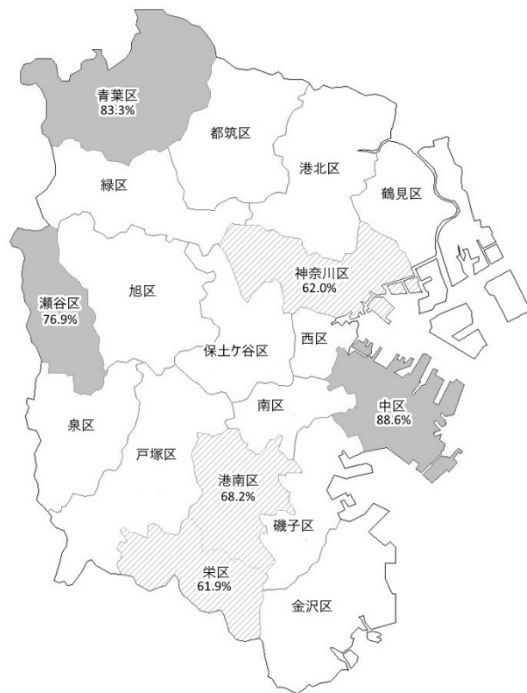 青葉区
83.3%
都筑区
港北区
緑区
鶴見区
神奈川区
62.0%
瀬谷区
76.9%
旭区
保土ケ谷区
西区
中区
88.6%
南区
泉区
戸塚区
港南区
68.2%
磯子区
栄区
61.9%
金沢区